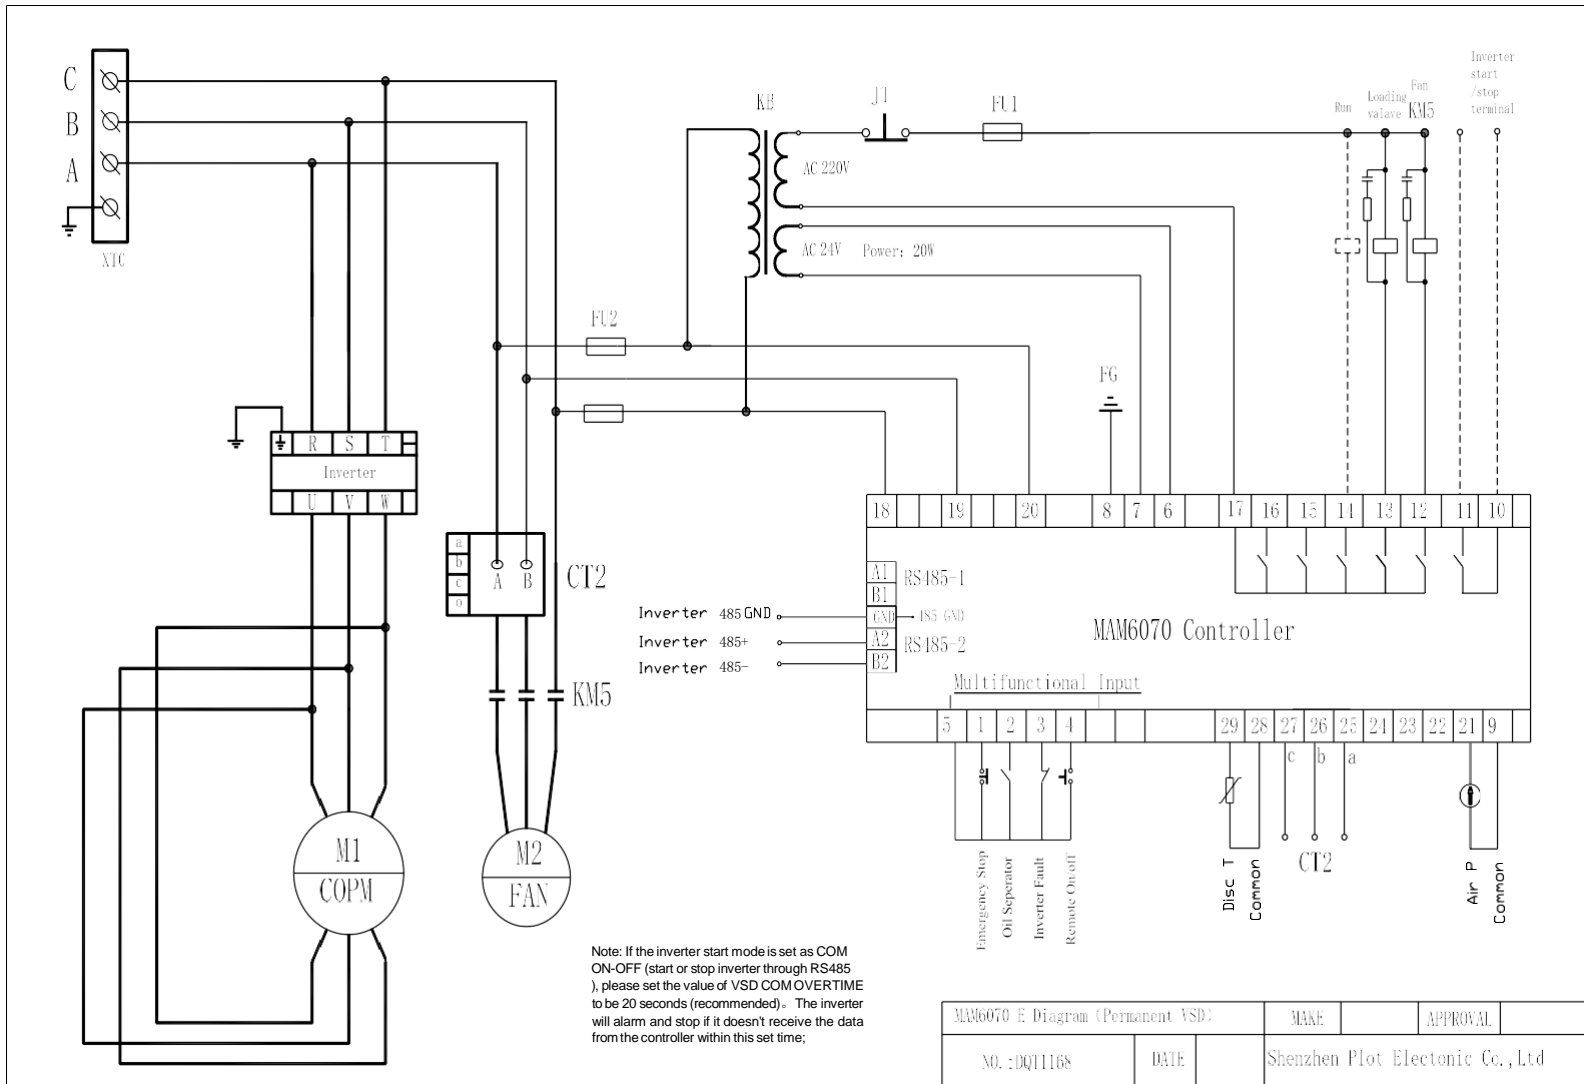 C
B
A
XTC
KB
J1
FU1
Run
Loading
valave
Fan
KM5
Inverter
start
/stop
terminal
AC 220V
AC 24V Power: 20W
FU2
FG
R S T
Inverter
U V W
18 19 20 8 7 6 17 16 15 14 13 12 11 10
a
b
c
o
A B
CT2
A1
B1
RS485-1
GND
485 GND
A2
B2
RS485-2
Inverter 485 GND
Inverter 485+
Inverter 485-
MAM6070 Controller
Multifunctional Input
KM5
5 1 2 3 4 29 28 27 26 25 24 23 22 21 9
c b a
M1
COPM
M2
FAN
Emergency Stop
Oil Seperator
Inverter Fault
Remote On/off
Disc T
Common
CT2
Air P
Common
Note: If the inverter start mode is set as COM
ON-OFF (start or stop inverter through RS485
), please set the value of VSD COM OVERTIME
to be 20 seconds (recommended)。 The inverter
will alarm and stop if it doesn't receive the data
from the controller within this set time;
MAM6070 E Diagram (Permanent VSD) MAKE APPROVAL
NO.:DQT1168 DATE Shenzhen Plot Electonic Co.,Ltd